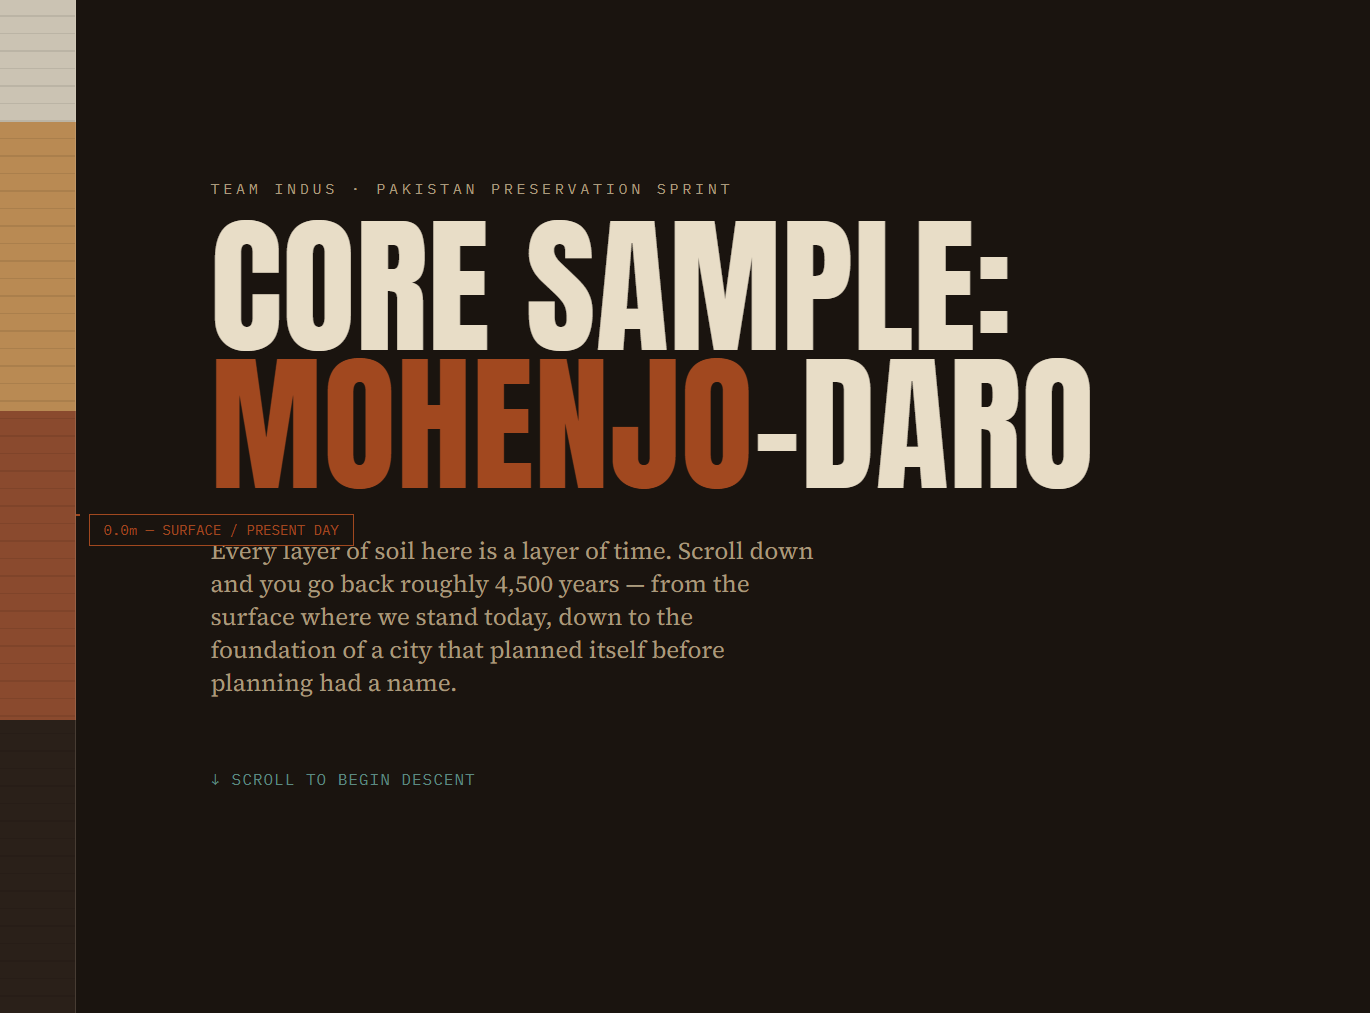 TEAM INDUS · PAKISTAN PRESERVATION SPRINT
CORE SAMPLE:
MOHENJO-DARO
0.0m — SURFACE / PRESENT DAY
Every layer of soil here is a layer of time. Scroll down
and you go back roughly 4,500 years — from the
surface where we stand today, down to the
foundation of a city that planned itself before
planning had a name.
↓ SCROLL TO BEGIN DESCENT